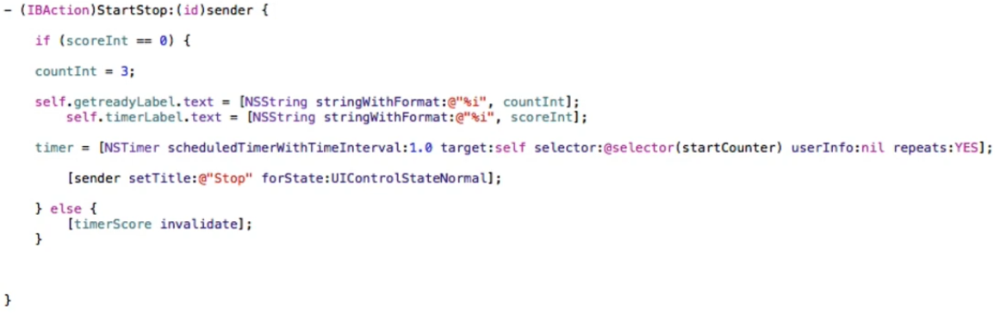 - (IBAction)StartStop:(id)sender {
if (scoreInt == 0) {
countInt = 3;
self.getreadyLabel.text = [NSString stringWithFormat:@"%i", countInt];
self.timerLabel.text = [NSString stringWithFormat:@"%i", scoreInt];
timer = [NSTimer scheduledTimerWithTimeInterval:1.0 target:self selector:@selector(startCounter) userInfo:nil repeats:YES];
[sender setTitle:@"Stop" forState:UIControlStateNormal];
} else {
[timerScore invalidate];
}
}